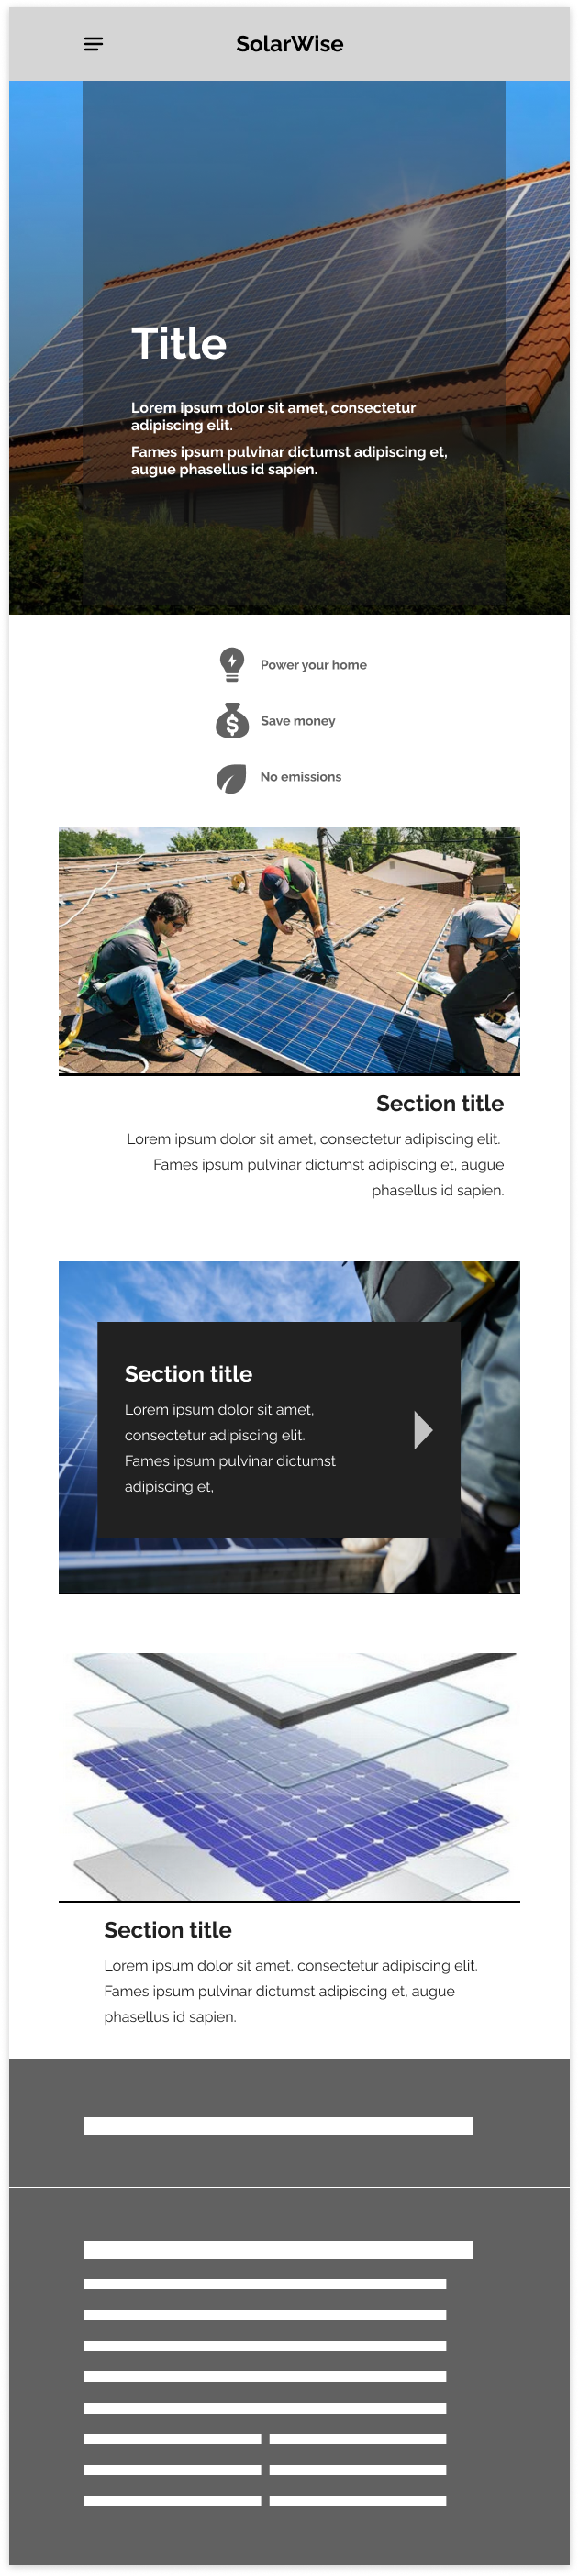 SolarWise
Title
Lorem ipsum dolor sit amet, consectetur
adipiscing elit.
Fames ipsum pulvinar dictumst adipiscing et,
augue phasellus id sapien.
Power your home
Save money
No emissions
Section title
Lorem ipsum dolor sit amet, consectetur adipiscing elit.
Fames ipsum pulvinar dictumst adipiscing et, augue
phasellus id sapien.
Section title
Lorem ipsum dolor sit amet,
consectetur adipiscing elit.
Fames ipsum pulvinar dictumst
adipiscing et,
Section title
Lorem ipsum dolor sit amet, consectetur adipiscing elit.
Fames ipsum pulvinar dictumst adipiscing et, augue
phasellus id sapien.